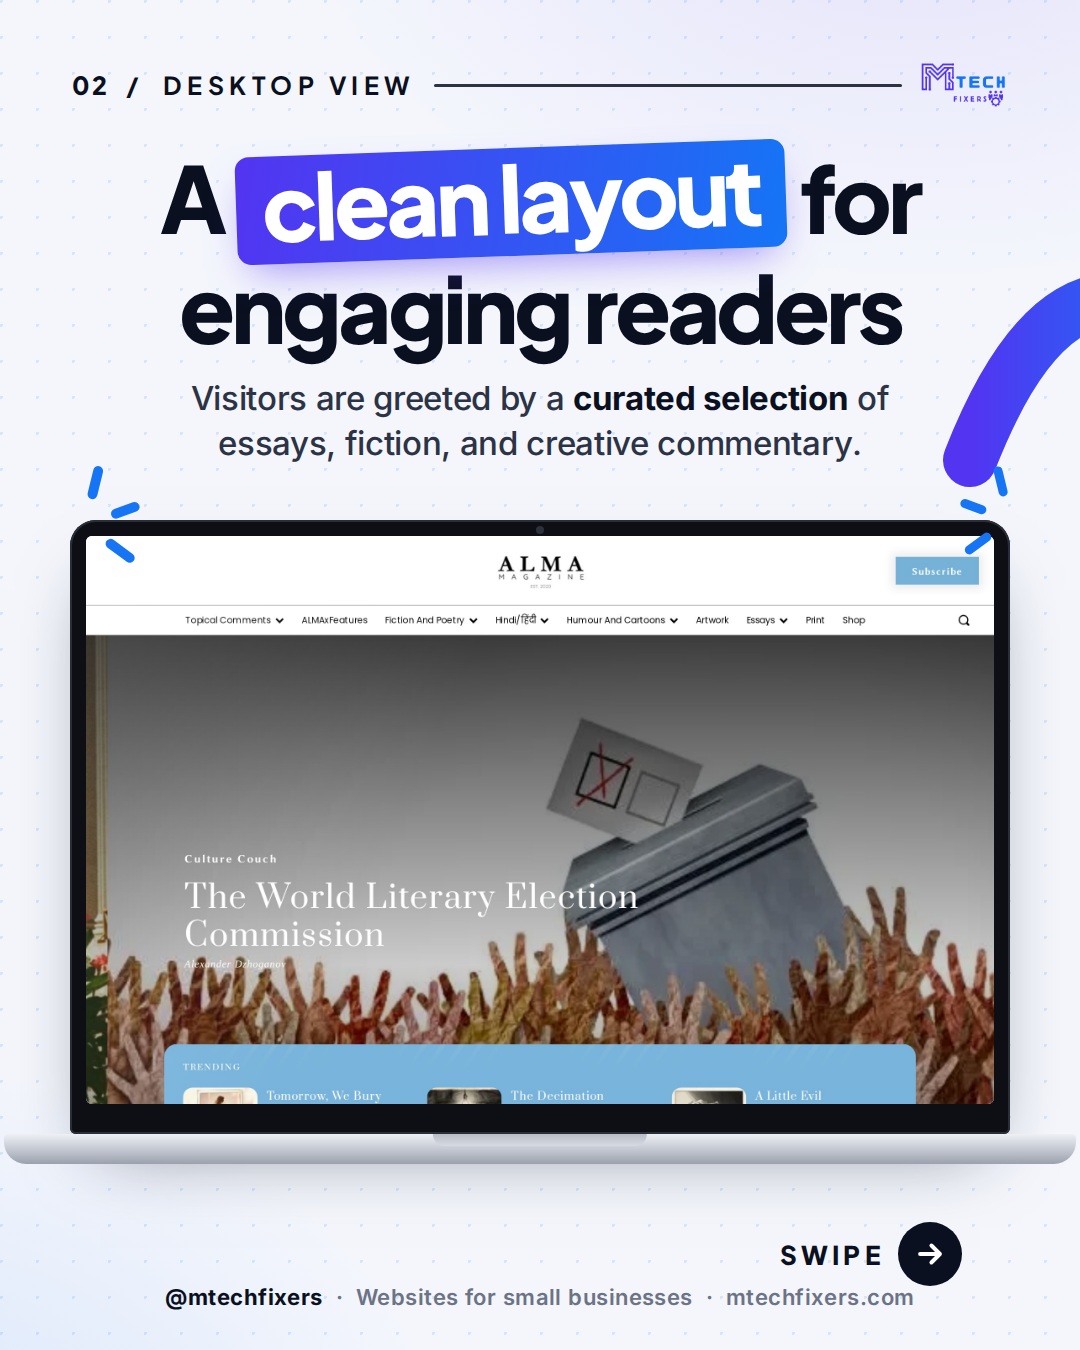 02 / DESKTOP VIEW
MTECH
FIXERS
A clean layout for
engaging readers
Visitors are greeted by a curated selection of
essays, fiction, and creative commentary.
ALMA
MAGAZINE
Subscribe
Topical Comments ALMAxFeatures Fiction And Poetry Hindi/हिंदी Humour And Cartoons Artwork Essays Print Shop
Culture Couch
The World Literary Election
Commission
Alexander Dzhoganov
TRENDING
Tomorrow, We Bury The Decimation A Little Evil
SWIPE
@mtechfixers · Websites for small businesses · mtechfixers.com